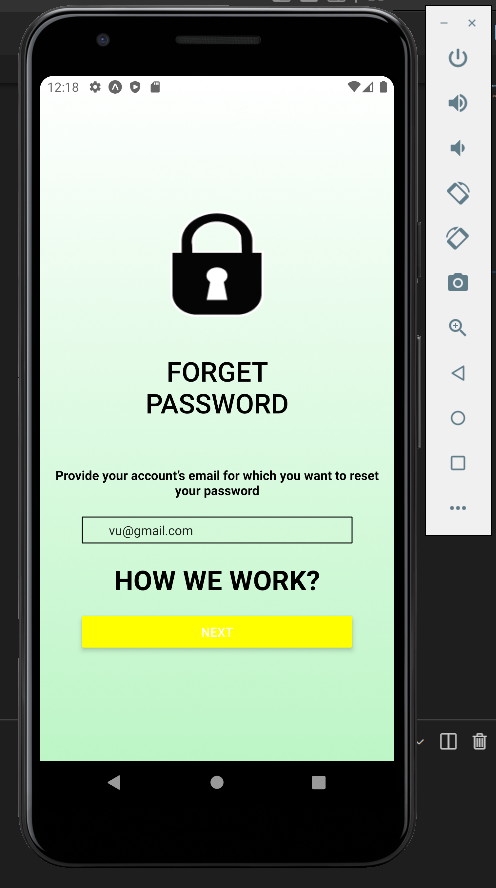 12:18
FORGET
PASSWORD
Provide your account's email for which you want to reset
your password
vu@gmail.com
HOW WE WORK?
NEXT